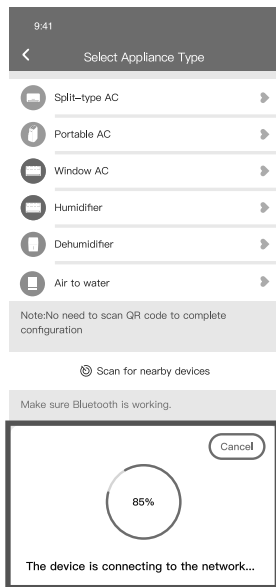 9:41
Select Appliance Type
Split-type AC
Portable AC
Window AC
Humidifier
Dehumidifier
Air to water
Note:No need to scan QR code to complete
configuration
Scan for nearby devices
Make sure Bluetooth is working.
Cancel
85%
The device is connecting to the network...